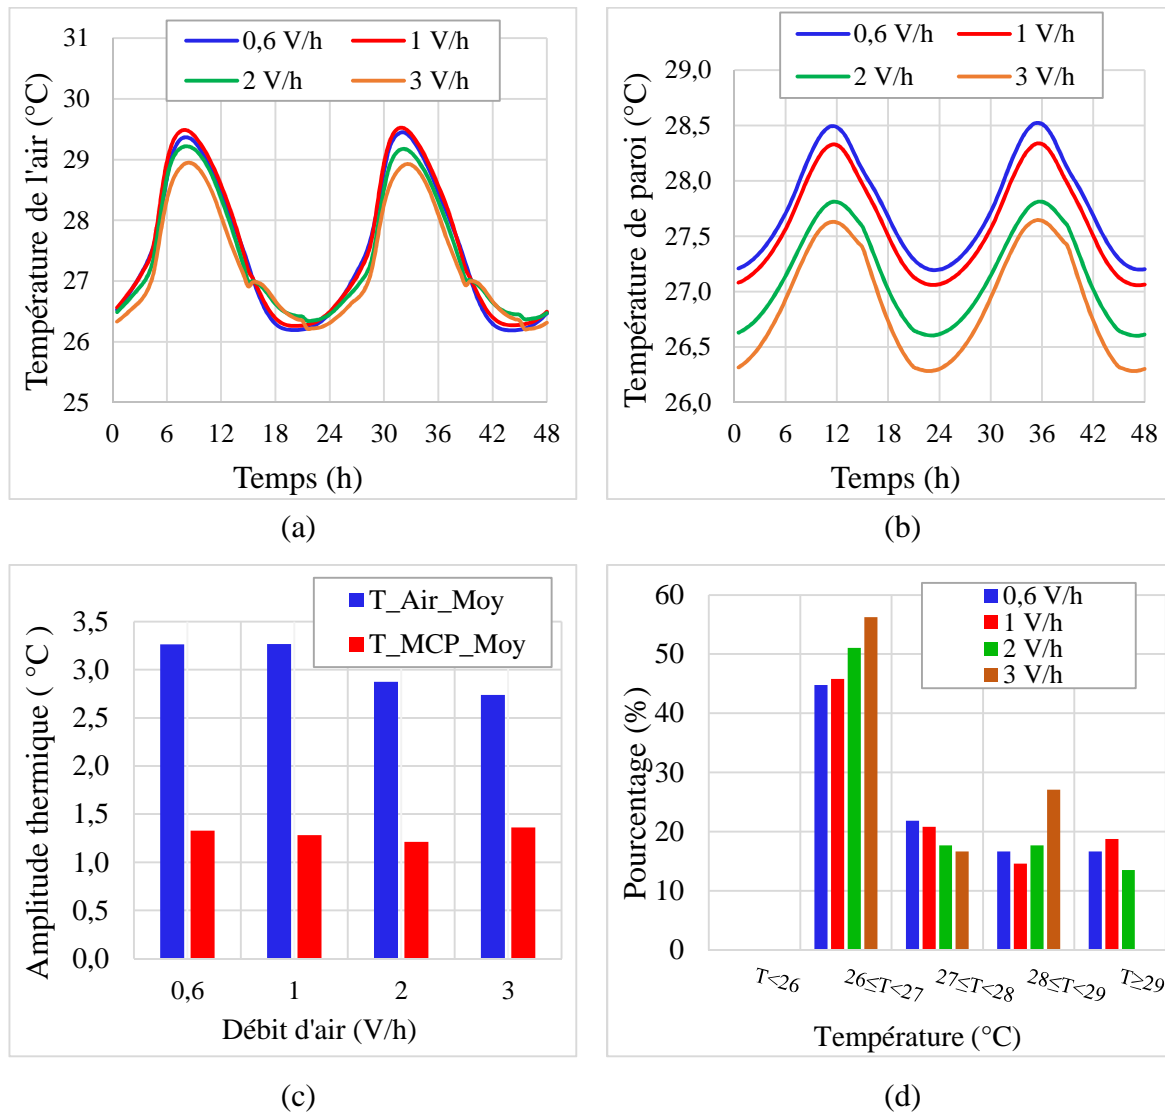 31
30
29
28
27
26
25
0,6 V/h
1 V/h
2 V/h
3 V/h
Température de l'air (°C)
0 6 12 18 24 30 36 42 48
Temps (h)
(a)
29,0
28,5
28,0
27,5
27,0
26,5
26,0
0,6 V/h
1 V/h
2 V/h
3 V/h
Température de paroi (°C)
0 6 12 18 24 30 36 42 48
Temps (h)
(b)
T_Air_Moy
T_MCP_Moy
3,5
3,0
2,5
2,0
1,5
1,0
0,5
0,0
Amplitude thermique ( °C )
0,6 1 2 3
Débit d'air (V/h)
(c)
60
50
40
30
20
10
0
0,6 V/h
1 V/h
2 V/h
3 V/h
Pourcentage (%)
T<26 26≤T<27 27≤T<28 28≤T<29 T≥29
Température (°C)
(d)